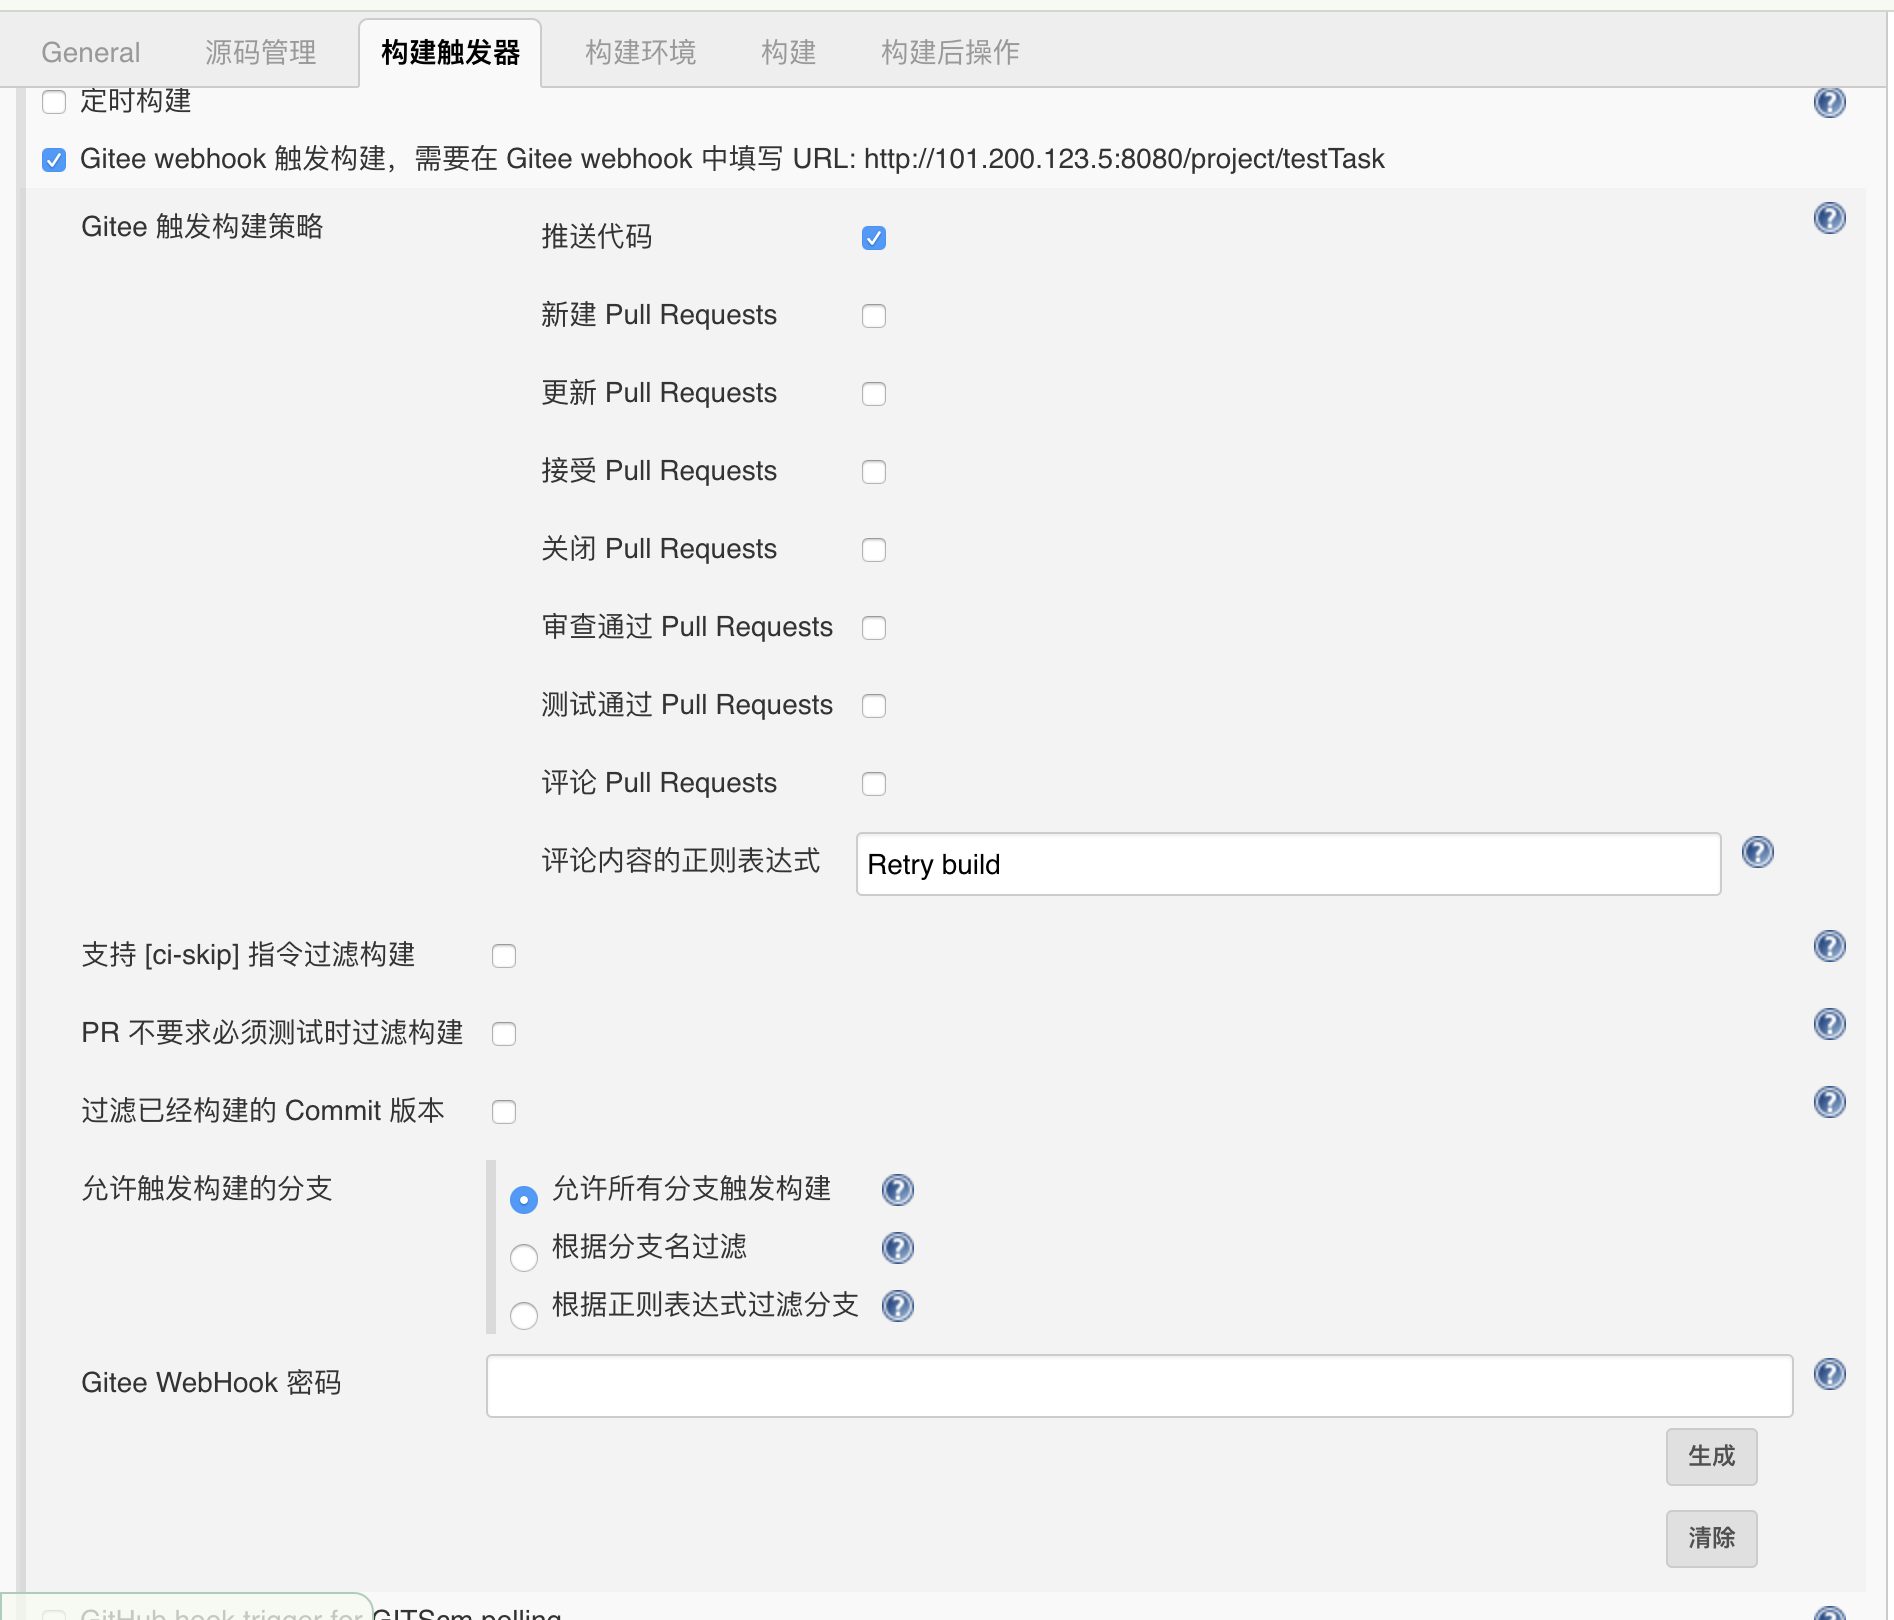 General 源码管理 构建触发器 构建环境 构建 构建后操作
定时构建
Gitee webhook 触发构建，需要在 Gitee webhook 中填写 URL: http://101.200.123.5:8080/project/testTask
Gitee 触发构建策略
推送代码
新建 Pull Requests
更新 Pull Requests
接受 Pull Requests
关闭 Pull Requests
审查通过 Pull Requests
测试通过 Pull Requests
评论 Pull Requests
评论内容的正则表达式 Retry build
支持 [ci-skip] 指令过滤构建
PR 不要求必须测试时过滤构建
过滤已经构建的 Commit 版本
允许触发构建的分支
允许所有分支触发构建
根据分支名过滤
根据正则表达式过滤分支
Gitee WebHook 密码
生成
清除
GitHub hook trigger for GITScm polling